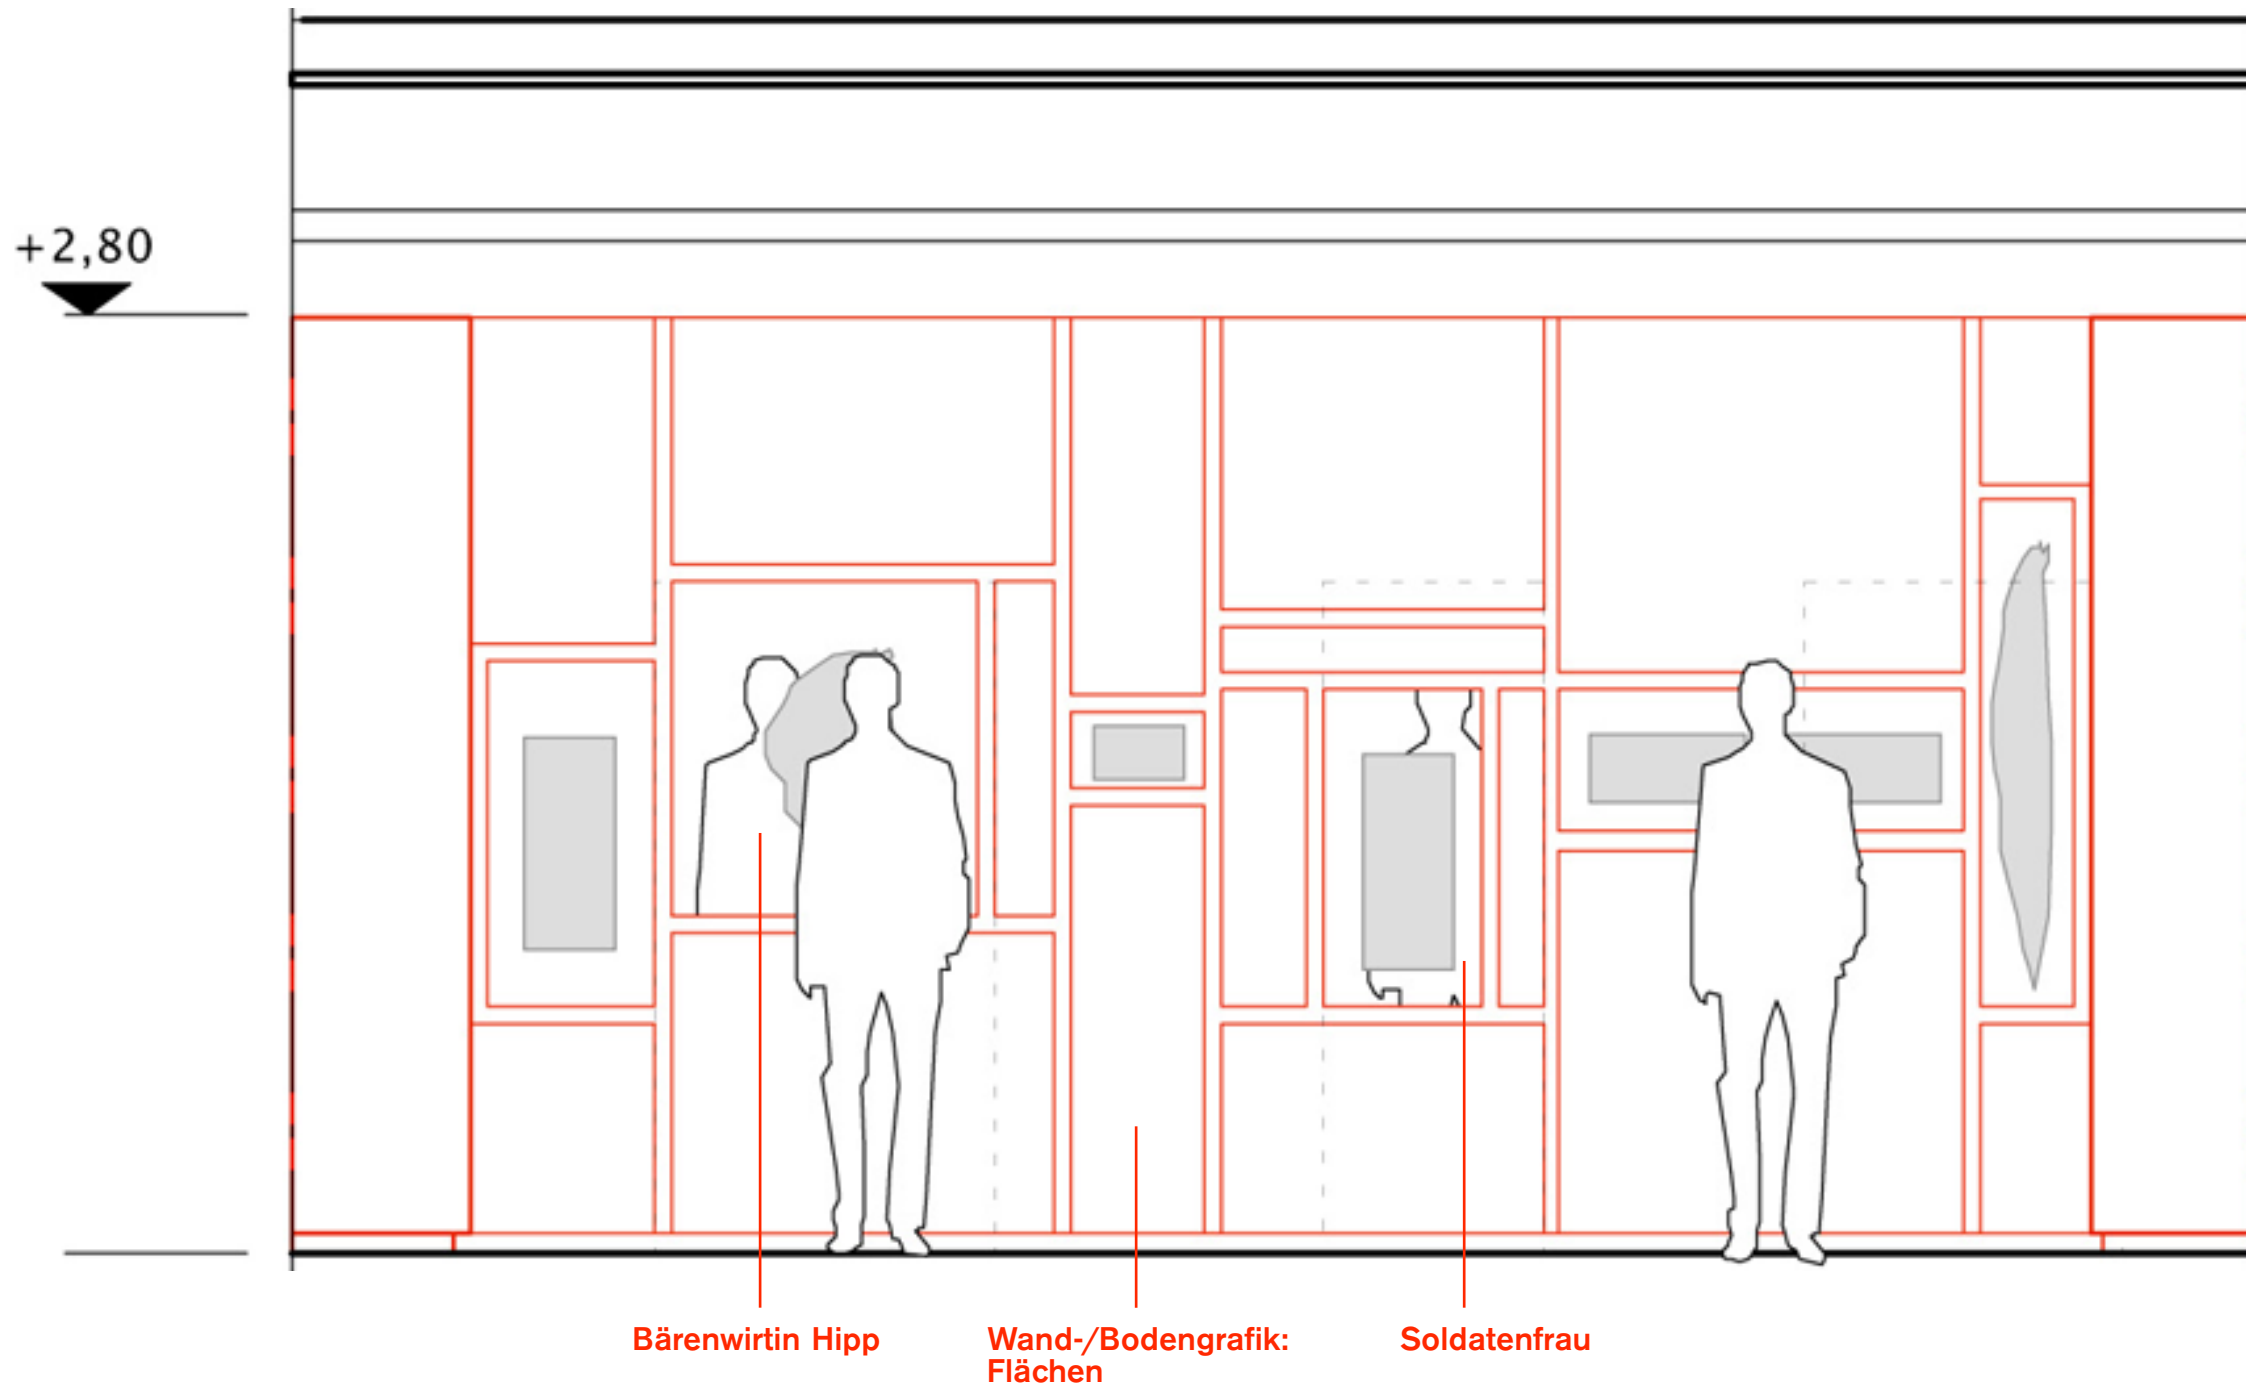 +2,80
Bärenwirtin Hipp
Wand-/Bodengrafik:
Flächen
Soldatenfrau